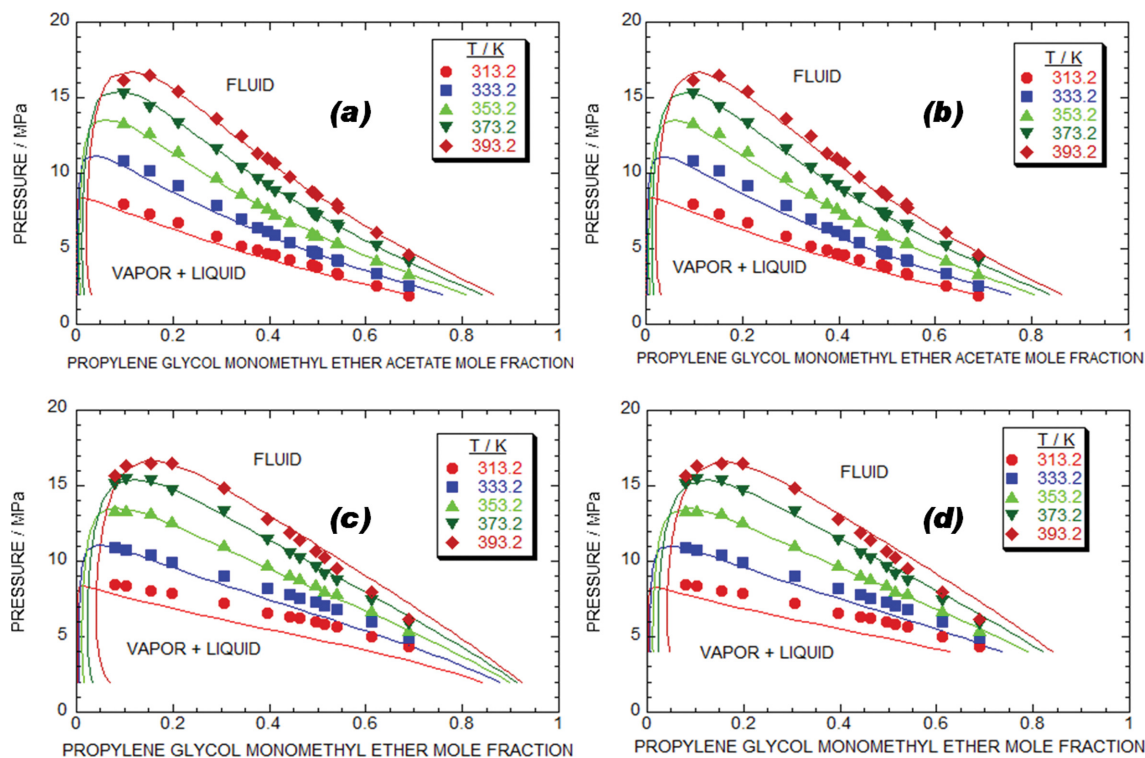 20
15
10
5
0
PRESSURE / MPa
(a)
FLUID
VAPOR + LIQUID
T / K
313.2
333.2
353.2
373.2
393.2
0 0.2 0.4 0.6 0.8 1
PROPYLENE GLYCOL MONOMETHYL ETHER ACETATE MOLE FRACTION
20
15
10
5
0
PRESSURE / MPa
(b)
FLUID
VAPOR + LIQUID
T / K
313.2
333.2
353.2
373.2
393.2
0 0.2 0.4 0.6 0.8 1
PROPYLENE GLYCOL MONOMETHYL ETHER ACETATE MOLE FRACTION
20
15
10
5
0
PRESSURE / MPa
(c)
FLUID
VAPOR + LIQUID
T / K
313.2
333.2
353.2
373.2
393.2
0 0.2 0.4 0.6 0.8 1
PROPYLENE GLYCOL MONOMETHYL ETHER MOLE FRACTION
20
15
10
5
0
PRESSURE / MPa
(d)
FLUID
VAPOR + LIQUID
T / K
313.2
333.2
353.2
373.2
393.2
0 0.2 0.4 0.6 0.8 1
PROPYLENE GLYCOL MONOMETHYL ETHER MOLE FRACTION